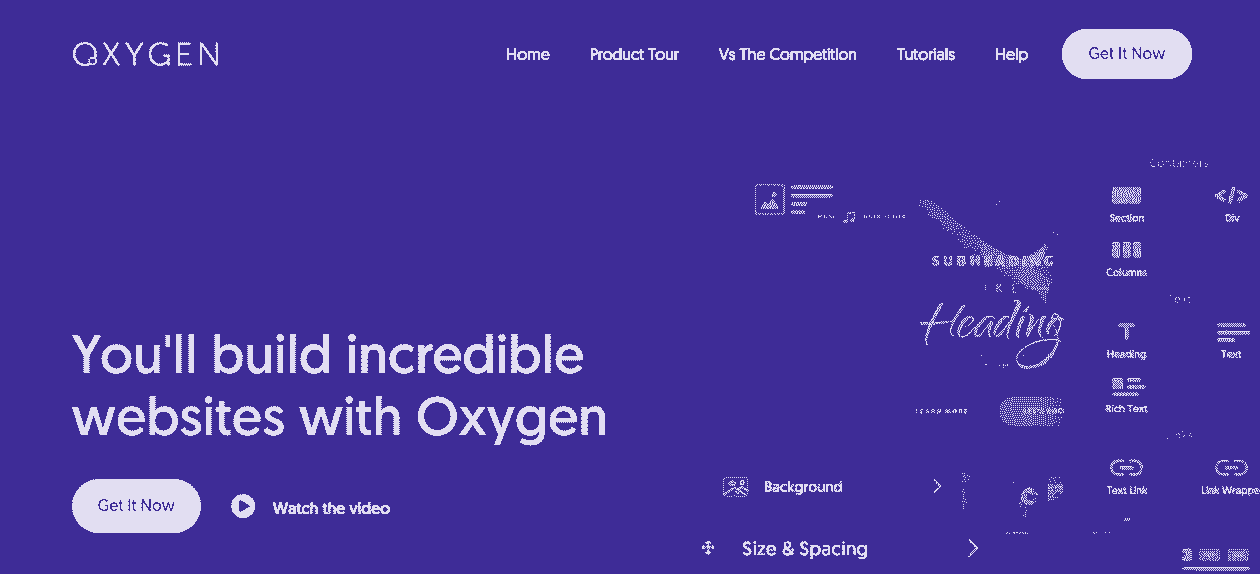 OXYGEN
Home
Product Tour
Vs The Competition
Tutorials
Help
Get It Now
Containers
Section
Div
SUBHEADING
Columns
Text
Heading
Heading
Text
Rich Text
You'll build incredible
websites with Oxygen
Text Link
Link Wrappe
Background
Get It Now
Watch the video
Size & Spacing